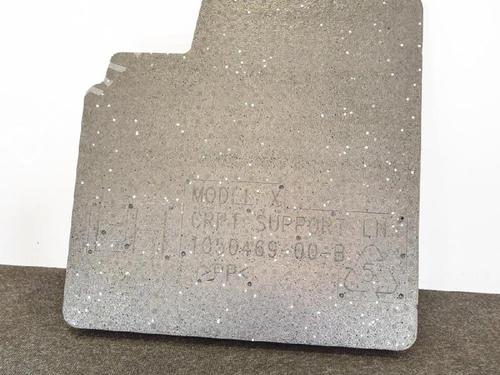 MODEL X
CRPT SUPPORT LH
1050469-00-B
>PP<
5